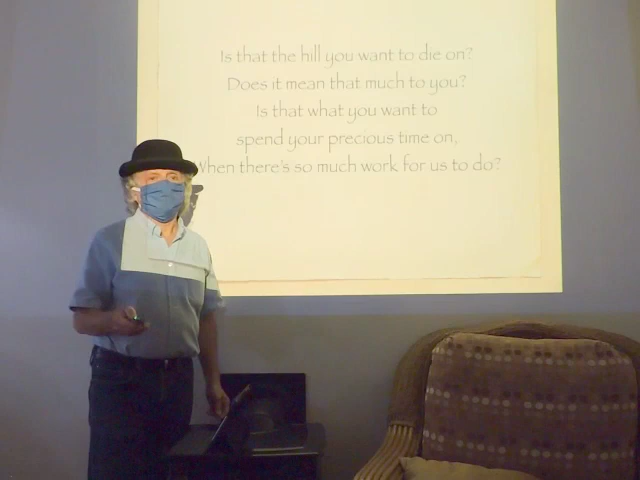 Is that the hill you want to die on?
Does it mean that much to you?
Is that what you want to
spend your precious time on,
When there's so much work for us to do?